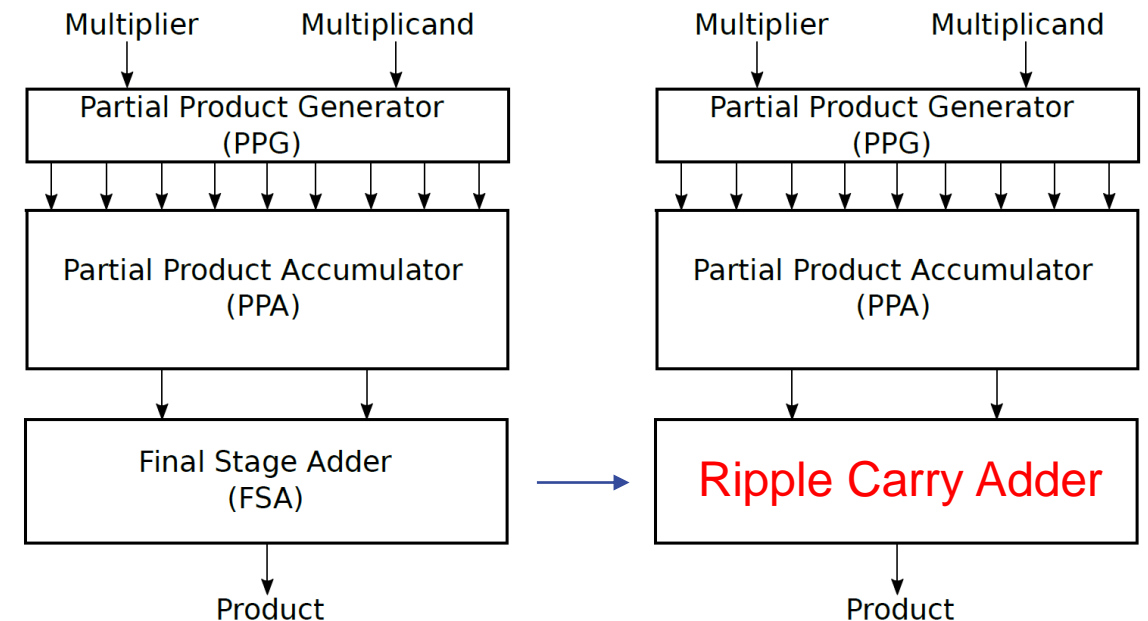 Multiplier
Multiplicand
Partial Product Generator
(PPG)
Partial Product Accumulator
(PPA)
Final Stage Adder
(FSA)
Product
Multiplier
Multiplicand
Partial Product Generator
(PPG)
Partial Product Accumulator
(PPA)
Ripple Carry Adder
Product